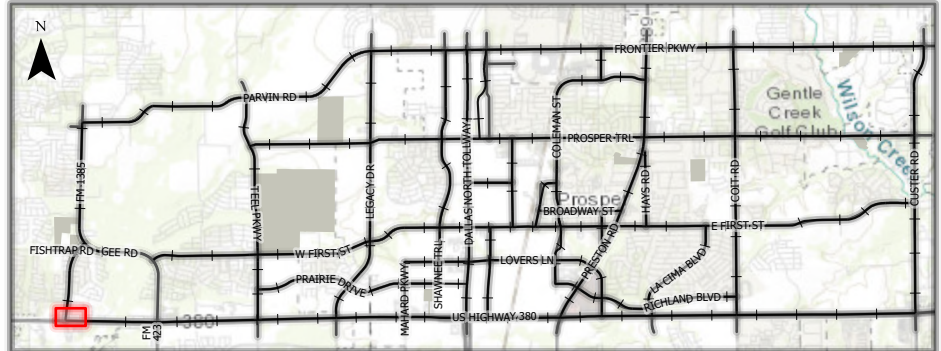 N
FRONTIER PKWY
PARVIN RD
Gentle
Creek
Golf Club
Wilson Creek
PROSPER TRL
COLEMAN ST
DALLAS NORTH TOLLWAY
FM 1385
TEEL PKWY
LEGACY DR
HAYS RD
COIT RD
CUSTER RD
Prosper
BROADWAY ST
E FIRST ST
FISHTRAP RD
GEE RD
W FIRST ST
SHAWNEE TRL
PRESTON RD
LOVERS LN
LA CIMA BLVD
PRAIRIE DRIVE
MAHARD PKWY
RICHLAND BLVD
US HIGHWAY 380
380
FM
423